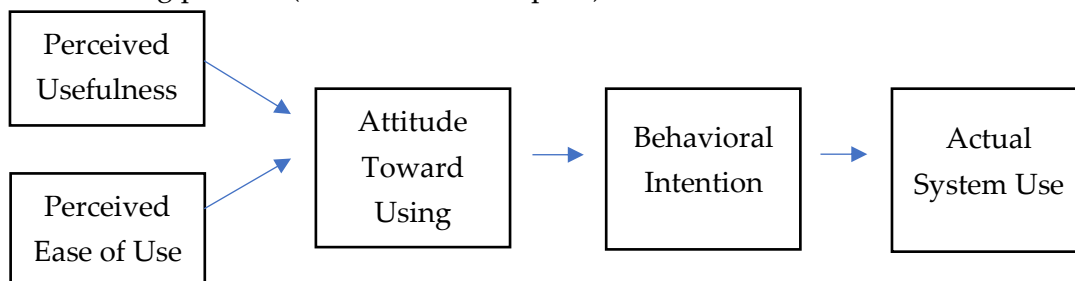 Perceived
Usefulness
Perceived
Ease of Use
Attitude
Toward
Using
Behavioral
Intention
Actual
System Use